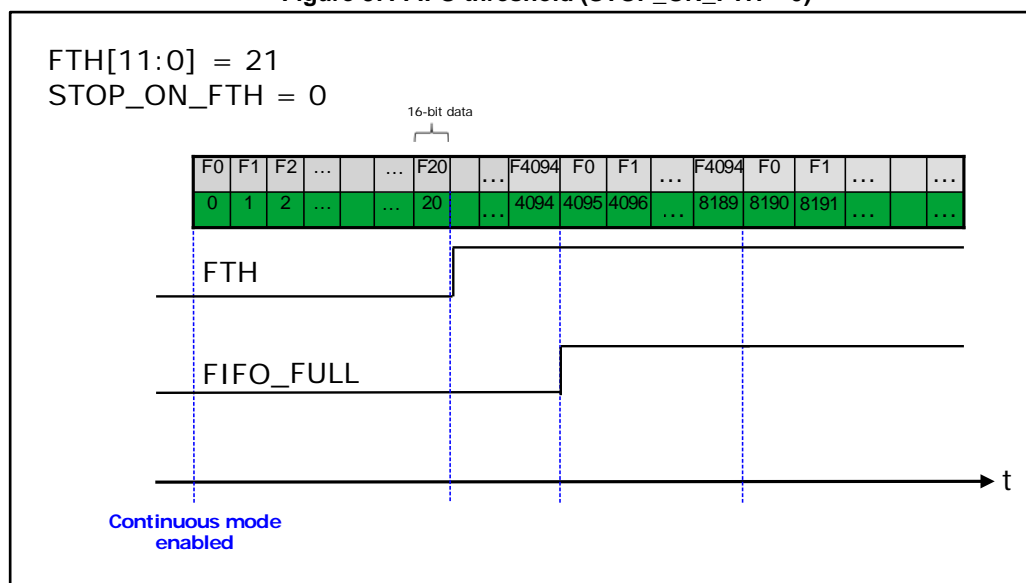 FTH[11:0] = 21
STOP_ON_FTH = 0
16-bit data
F0 F1 F2 ... ... F20 ... F4094 F0 F1 ... F4094 F0 F1 ... ...
0 1 2 ... ... 20 ... 4094 4095 4096 ... 8189 8190 8191 ... ...
FTH
FIFO_FULL
t
Continuous mode
enabled